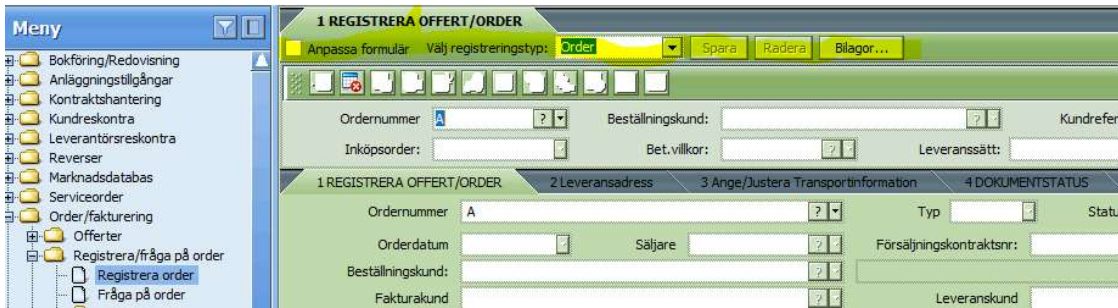 Meny
Bokföring/Redovisning
Anläggningstillgångar
Kontraktshantering
Kundreskontra
Leverantörsreskontra
Reverser
Marknadsdatabas
Serviceorder
Order/fakturering
Offerter
Registrera/fråga på order
Registrera order
Fråga på order
1 REGISTRERA OFFERT/ORDER
Anpassa formulär Välj registreringstyp: Order Spara Radera Bilagor...
Ordernummer A ? Beställningskund: ? Kundrefer
Inköpsorder: Bet.villkor: ? Leveranssätt:
1 REGISTRERA OFFERT/ORDER 2 Leveransadress 3 Ange/Justera Transportinformation 4 DOKUMENTSTATUS
Ordernummer A ? Typ Statu
Orderdatum Säljare ? Försäljningskontraktsnr:
Beställningskund: ?
Fakturakund ? Leveranskund